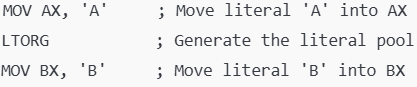 MOV AX, 'A'     ; Move literal 'A' into AX
LTORG           ; Generate the literal pool
MOV BX, 'B'     ; Move literal 'B' into BX